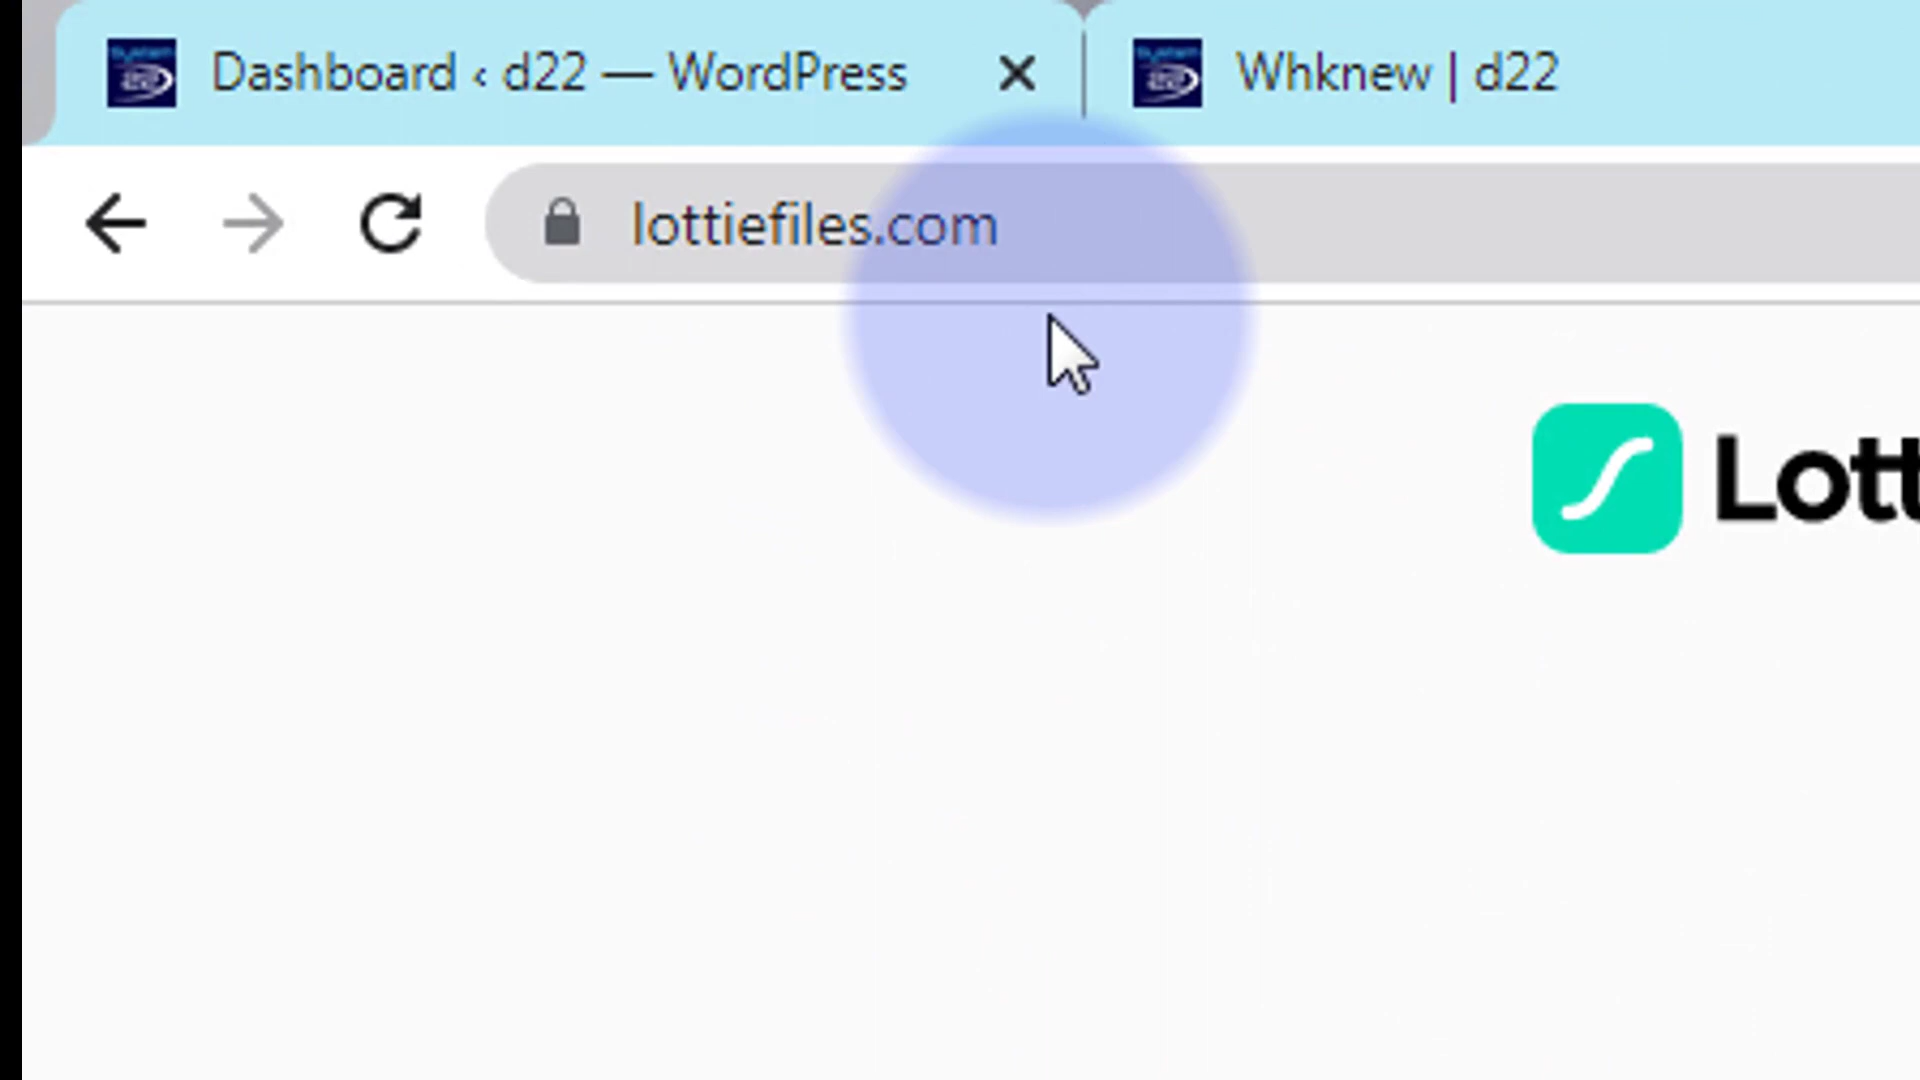 Dashboard ‹ d22 — WordPress
Whknew | d22
lottiefiles.com
Lott